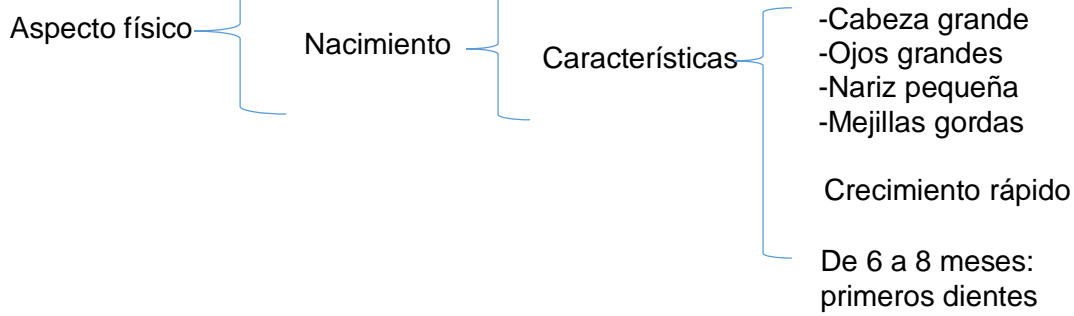 Aspecto físico
Nacimiento
Características
-Cabeza grande
-Ojos grandes
-Nariz pequeña
-Mejillas gordas
Crecimiento rápido
De 6 a 8 meses:
primeros dientes